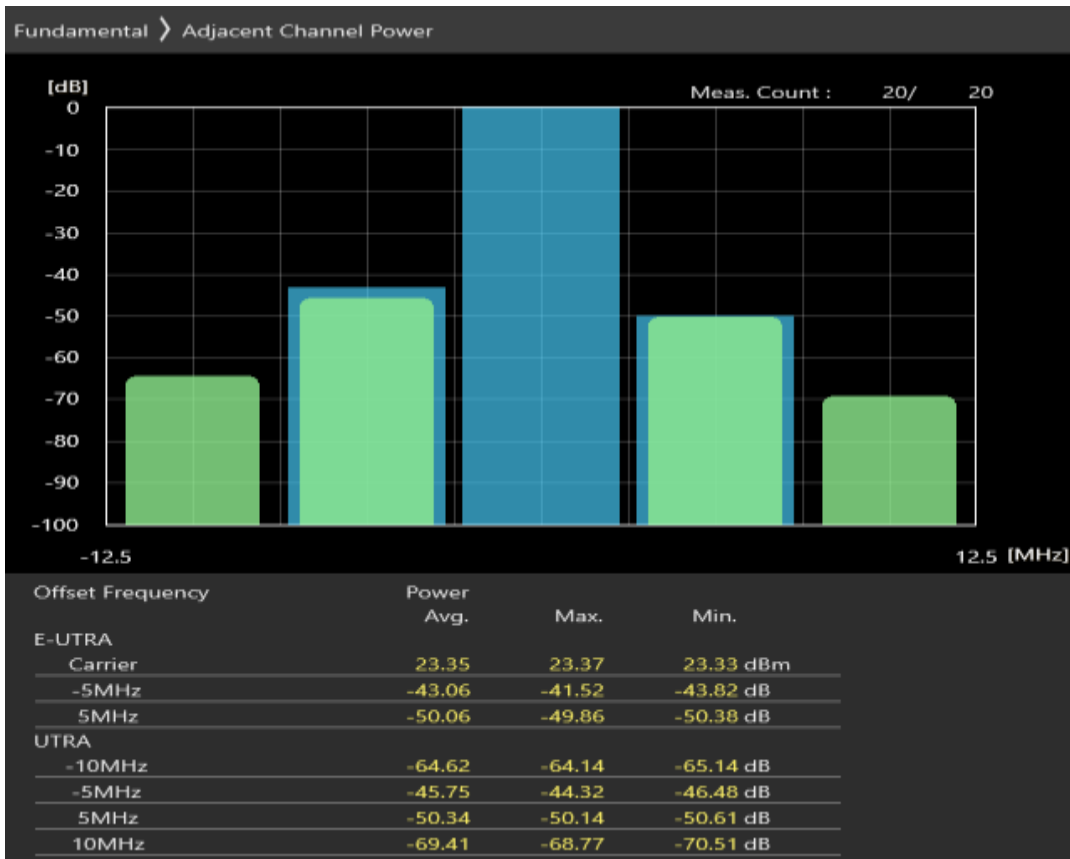 Fundamental 》 Adjacent Channel Power
[dB]
Meas. Count : 20/ 20
0
-10
-20
-30
-40
-50
-60
-70
-80
-90
-100
-12.5 12.5 [MHz]
Offset Frequency Power
Avg. Max. Min.
E-UTRA
Carrier 23.35 23.37 23.33 dBm
-5MHz -43.06 -41.52 -43.82 dB
5MHz -50.06 -49.86 -50.38 dB
UTRA
-10MHz -64.62 -64.14 -65.14 dB
-5MHz -45.75 -44.32 -46.48 dB
5MHz -50.34 -50.14 -50.61 dB
10MHz -69.41 -68.77 -70.51 dB